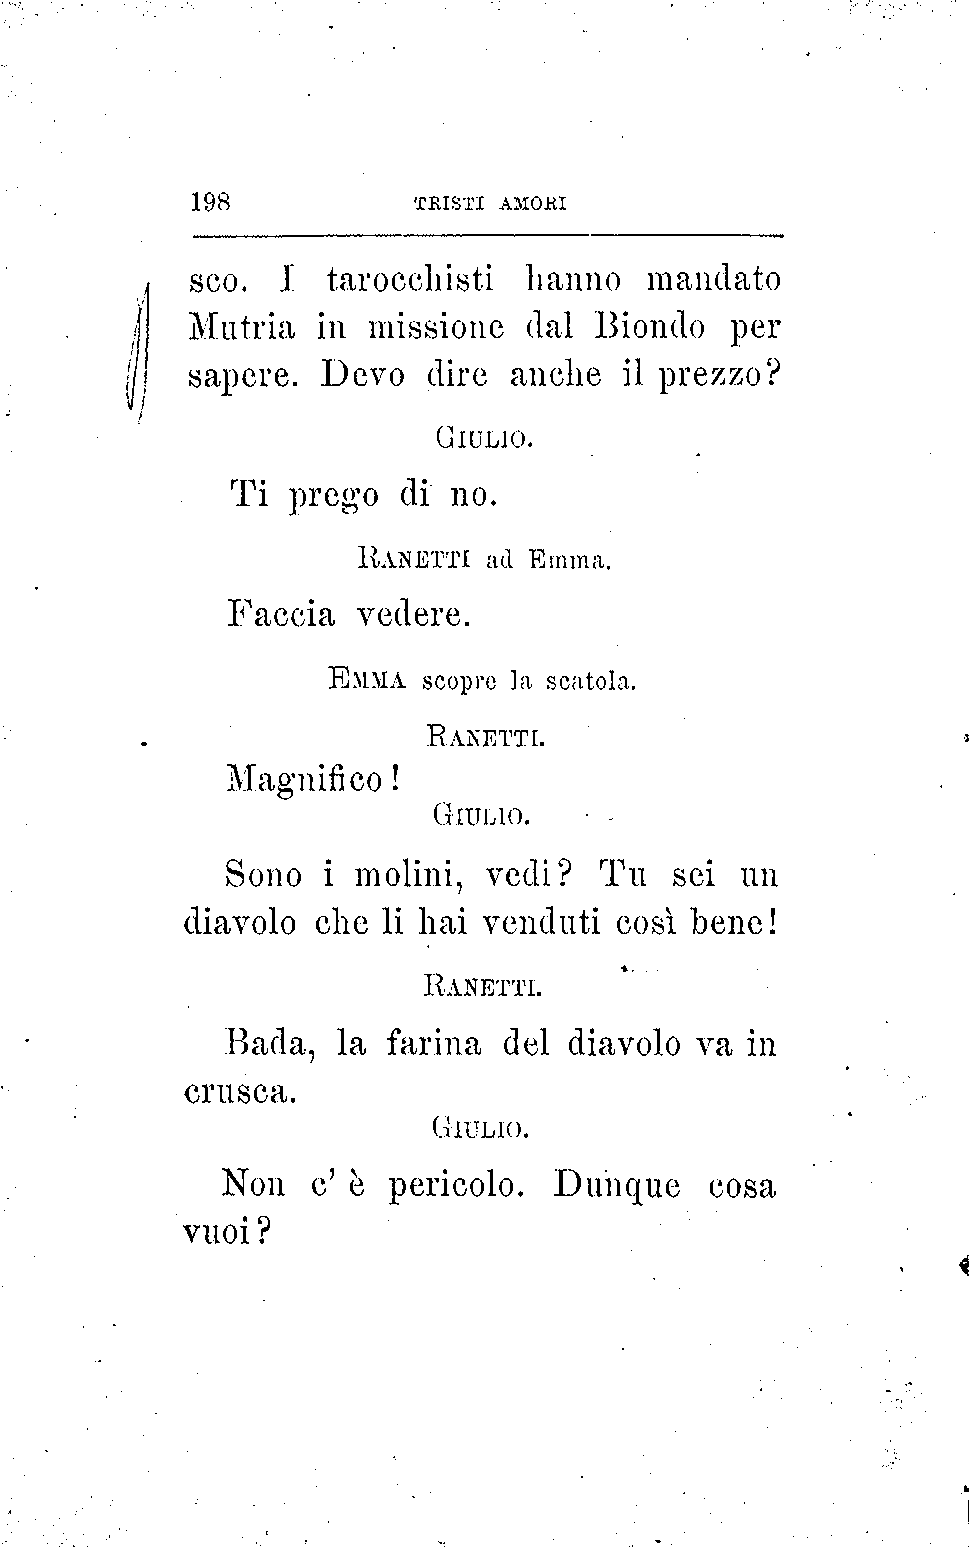 198 TRISTI AMORI
sco. I tarocchisti hanno mandato
Mutria in missione dal Biondo per
sapere. Devo dire anche il prezzo?
GIULIO.
Ti prego di no.
RANETTI ad Emma.
Faccia vedere.
EMMA scopre la scatola.
RANETTI.
Magnifico!
GIULIO.
Sono i molini, vedi? Tu sei un
diavolo che li hai venduti così bene!
RANETTI.
Bada, la farina del diavolo va in
crusca.
GIULIO.
Non c' è pericolo. Dunque cosa
vuoi?